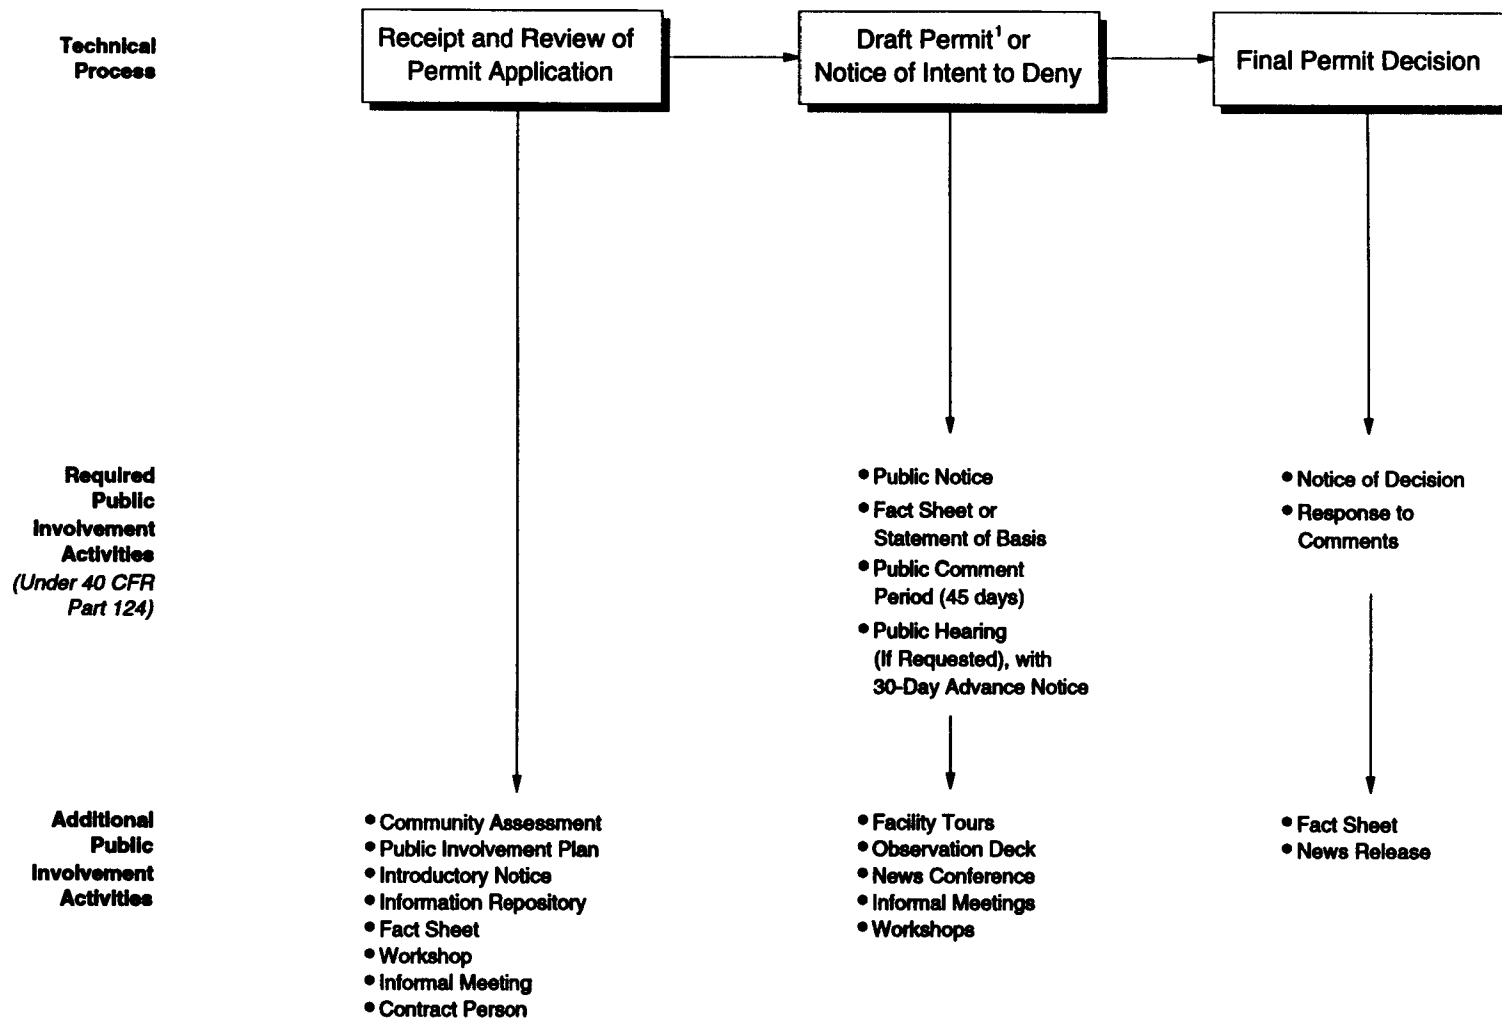 Technical
Process
Receipt and Review of
Permit Application
Draft Permit¹ or
Notice of Intent to Deny
Final Permit Decision
Required
Public
Involvement
Activities
(Under 40 CFR
Part 124)
• Public Notice
• Fact Sheet or
Statement of Basis
• Public Comment
Period (45 days)
• Public Hearing
(If Requested), with
30-Day Advance Notice
• Notice of Decision
• Response to
Comments
Additional
Public
Involvement
Activities
• Community Assessment
• Public Involvement Plan
• Introductory Notice
• Information Repository
• Fact Sheet
• Workshop
• Informal Meeting
• Contract Person
• Facility Tours
• Observation Deck
• News Conference
• Informal Meetings
• Workshops
• Fact Sheet
• News Release